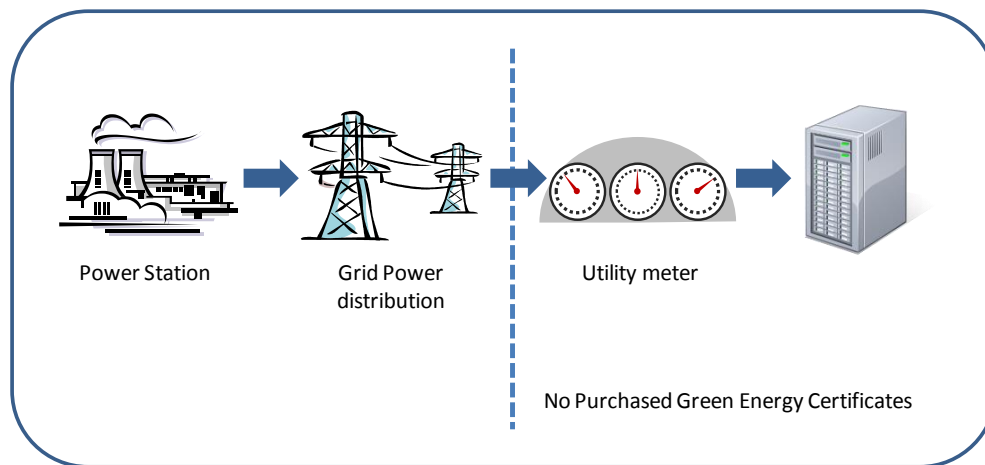 Power Station
Grid Power
distribution
Utility meter
No Purchased Green Energy Certificates